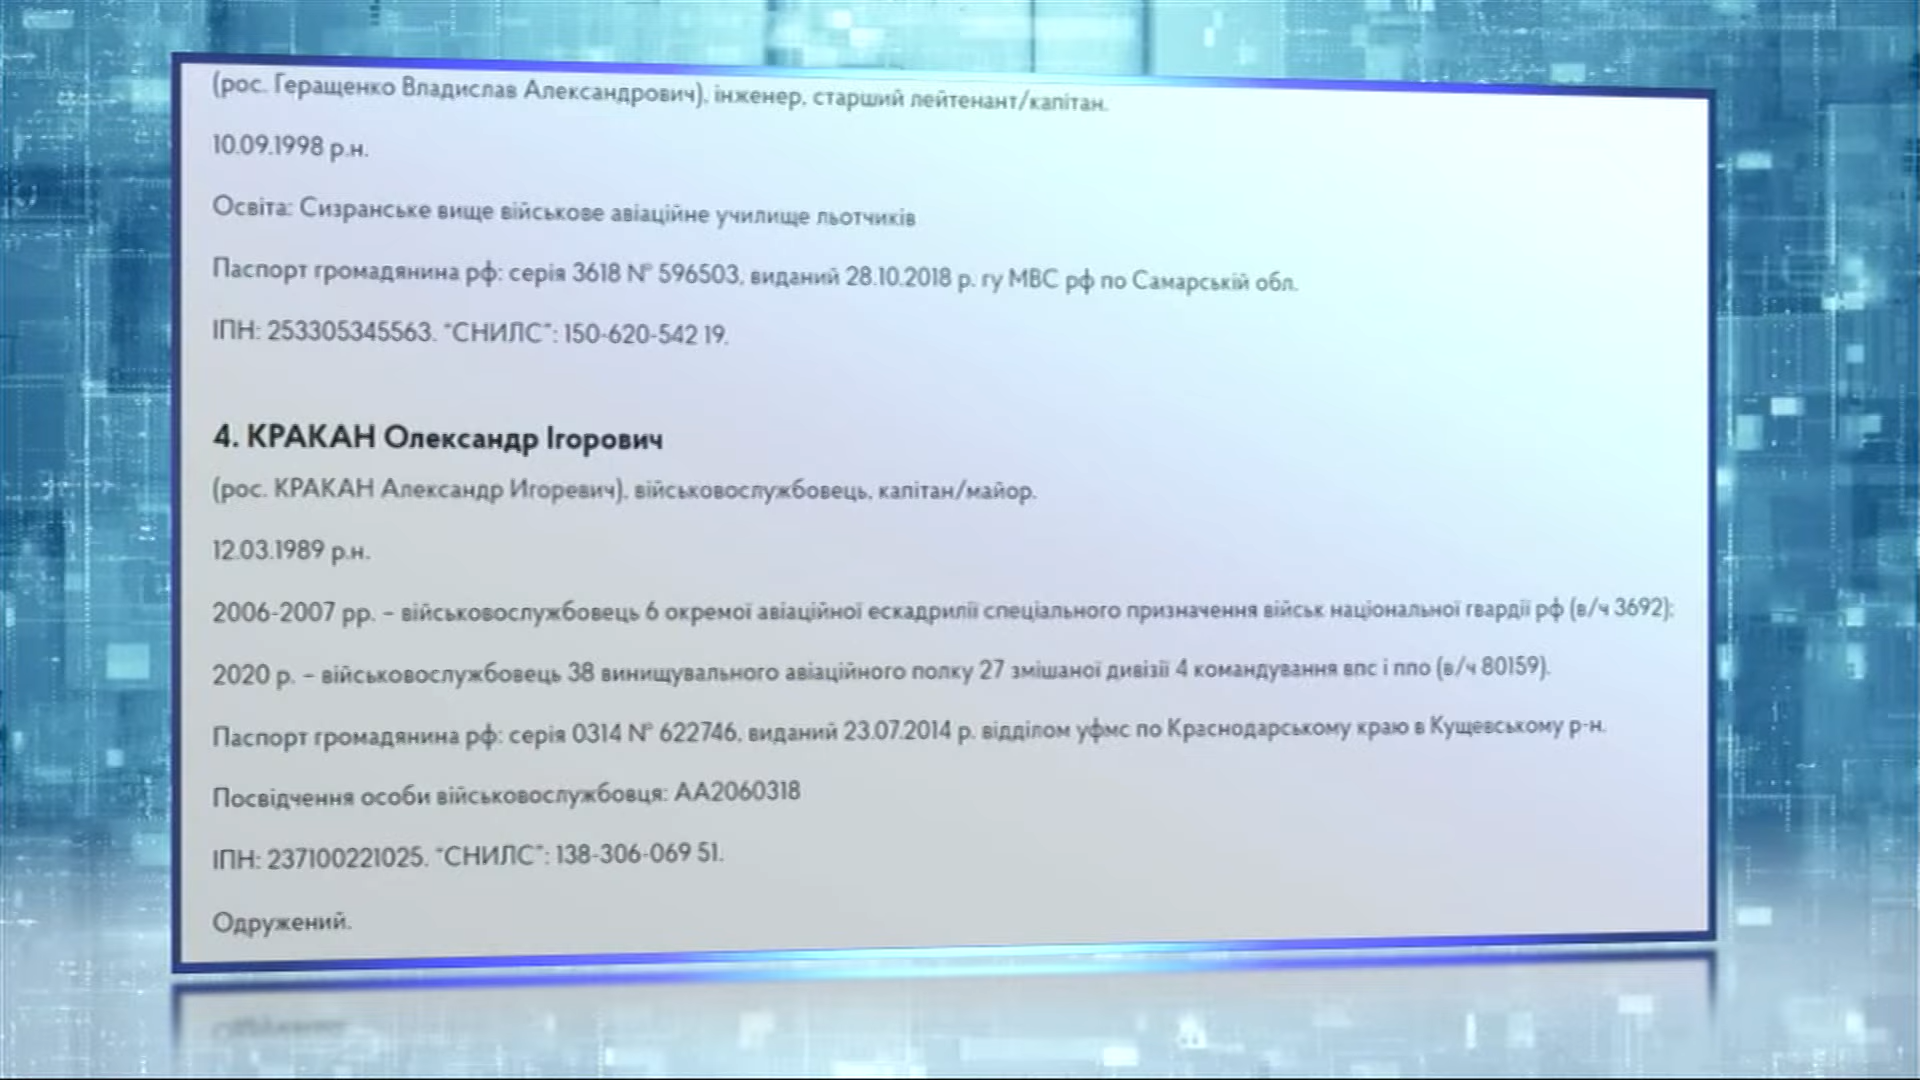 (рос. Геращенко Владислав Александрович), інженер, старший лейтенант/капітан.
10.09.1998 р.н.
Освіта: Сизранське вище військове авіаційне училище льотчиків
Паспорт громадянина рф: серія 3618 № 596503, виданий 28.10.2018 р. гу МВС рф по Самарській обл.
ІПН: 253305345563. "СНИЛС": 150-620-542 19.
4. КРАКАН Олександр Ігорович
(рос. КРАКАН Александр Игоревич), військовослужбовець, капітан/майор.
12.03.1989 р.н.
2006-2007 рр. – військовослужбовець 6 окремої авіаційної ескадрилії спеціального призначення військ національної гвардії рф (в/ч 3692);
2020 р. – військовослужбовець 38 винищувального авіаційного полку 27 змішаної дивізії 4 командування впс і ппо (в/ч 80159).
Паспорт громадянина рф: серія 0314 № 622746, виданий 23.07.2014 р. відділом уфмс по Краснодарському краю в Кущевському р-н.
Посвідчення особи військовослужбовця: АА2060318
ІПН: 237100221025. "СНИЛС": 138-306-069 51.
Одружений.